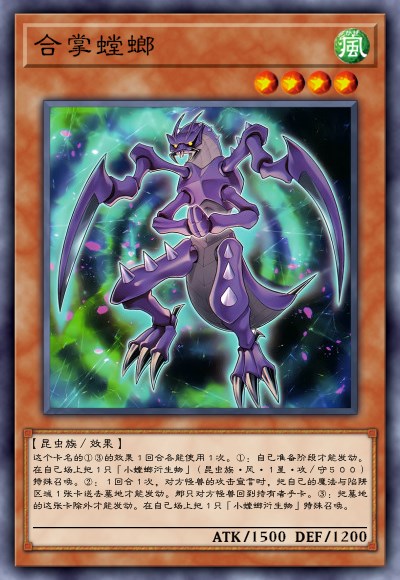 合掌螳螂
風
【昆虫族／效果】
这个卡名的①③的效果1回合各能使用1次。①：自己准备阶段才能发动。
在自己场上把1只「小螳螂衍生物」（昆虫族・风・1星・攻／守500）
特殊召唤。②：1回合1次，对方怪兽的攻击宣言时，把自己的魔法与陷阱
区域1张卡送去墓地才能发动。那只对方怪兽回到持有者手卡。③：把墓地
的这张卡除外才能发动。在自己场上把1只「小螳螂衍生物」特殊召唤。
ATK/1500 DEF/1200